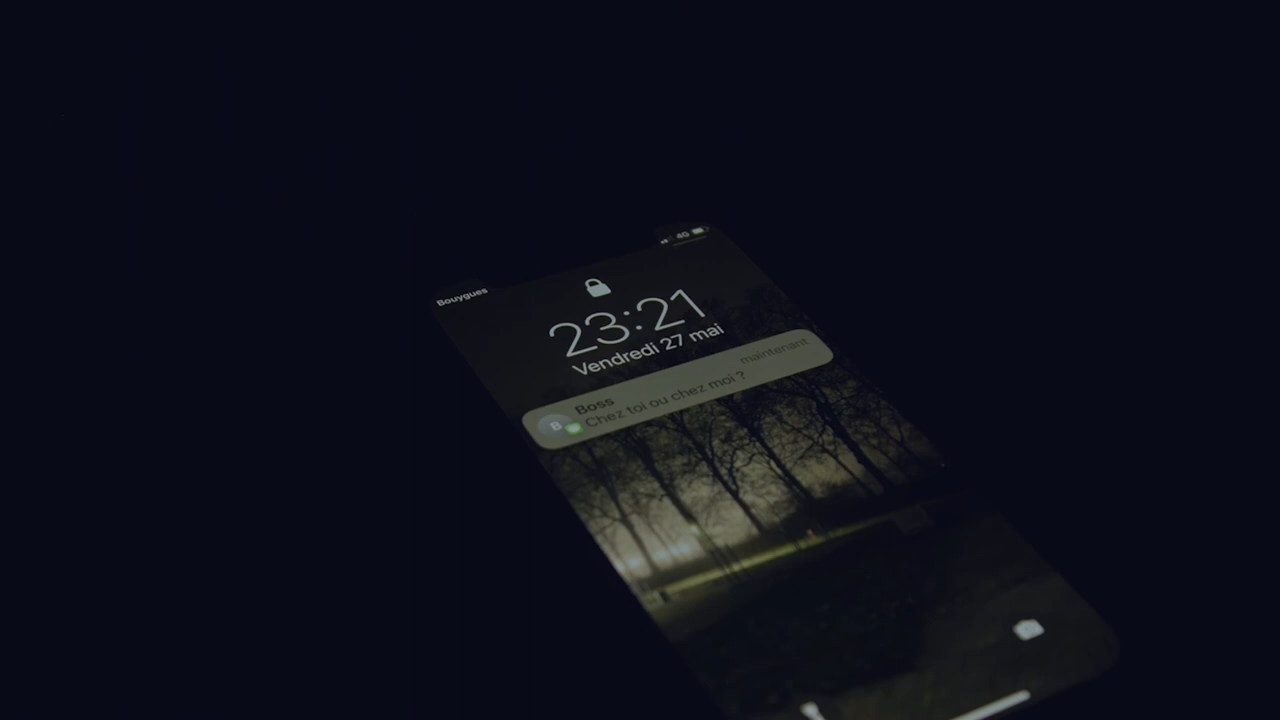 Bouygues
4G
23:21
Vendredi 27 mai
maintenant
Boss
B
Chez toi ou chez moi ?